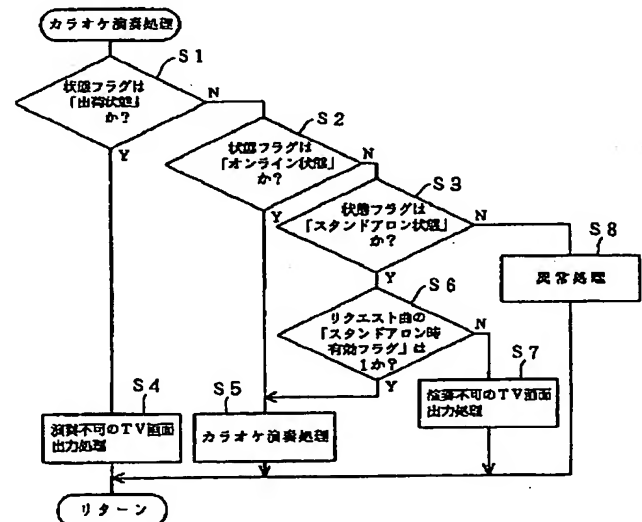 カラオケ演奏処理
S1
状態フラグは
「出荷状態」
か?
N
Y
S2
状態フラグは
「オンライン状態」
か?
N
Y
S3
状態フラグは
「スタンドアロン状態」
か?
N
Y
S8
異常処理
S6
リクエスト曲の
「スタンドアロン時
有効フラグ」は
1か?
N
Y
S7
演奏不可のTV画面
出力処理
S4
演奏不可のTV画面
出力処理
S5
カラオケ演奏処理
リターン